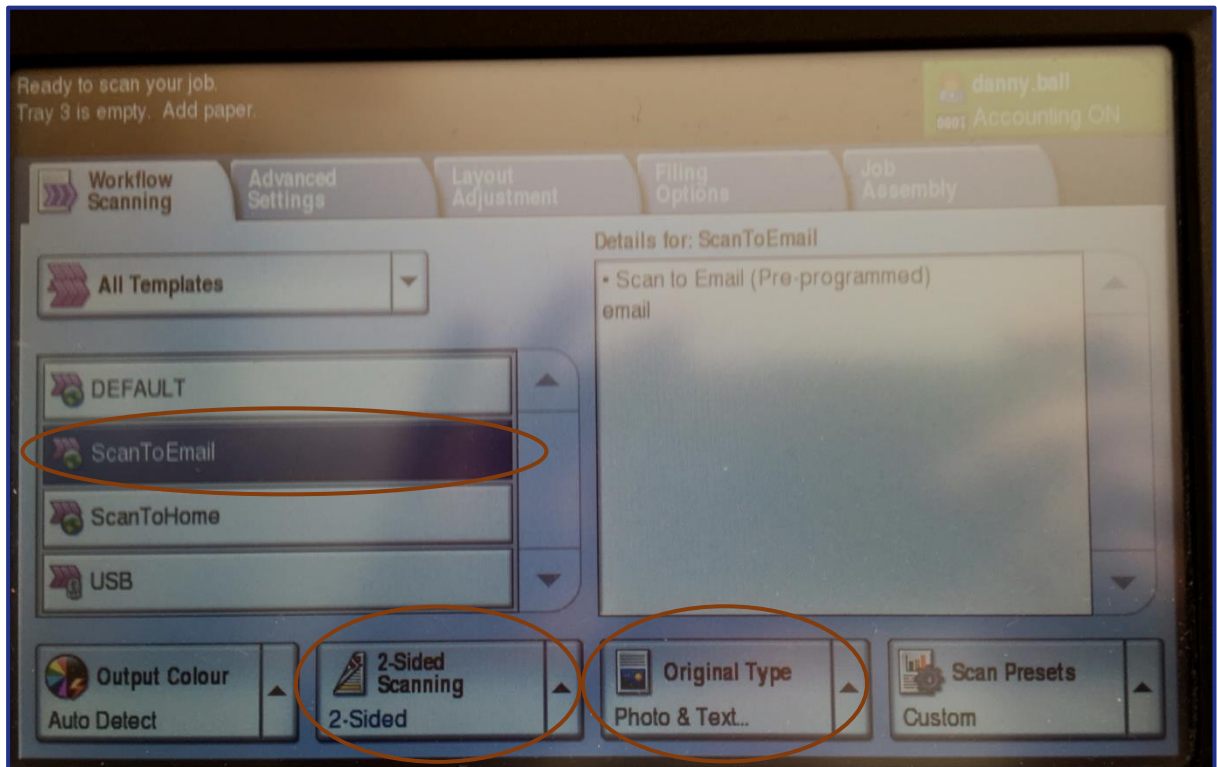 Ready to scan your job.
Tray 3 is empty. Add paper.
danny.ball
0001 Accounting ON
Workflow
Scanning
Advanced
Settings
Layout
Adjustment
Filing
Options
Job
Assembly
All Templates
Details for: ScanToEmail
• Scan to Email (Pre-programmed)
email
DEFAULT
ScanToEmail
ScanToHome
USB
Output Colour
Auto Detect
2-Sided
Scanning
2-Sided
Original Type
Photo & Text...
Scan Presets
Custom